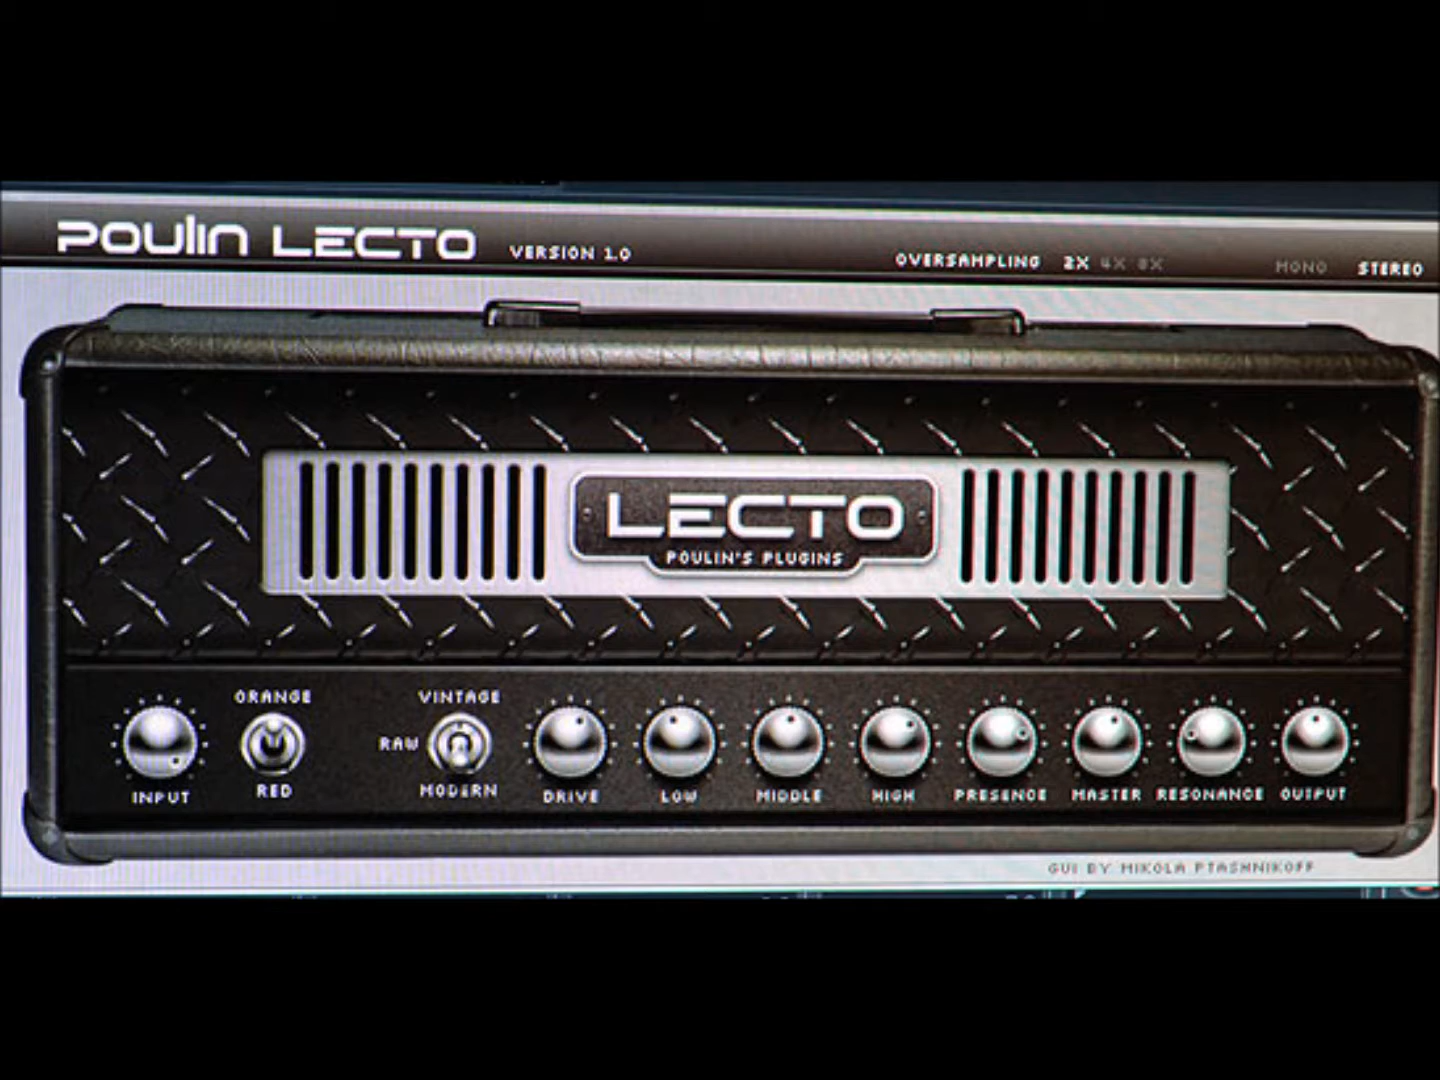 POULIN LECTO VERSION 1.0 OVERSAMPLING 2X 4X 8X MONO STEREO
LECTO
POULIN'S PLUGINS
ORANGE VINTAGE
RAW
INPUT RED MODERN DRIVE LOW MIDDLE HIGH PRESENCE MASTER RESONANCE OUTPUT
GUI BY MIKOLA PTASHNIKOFF